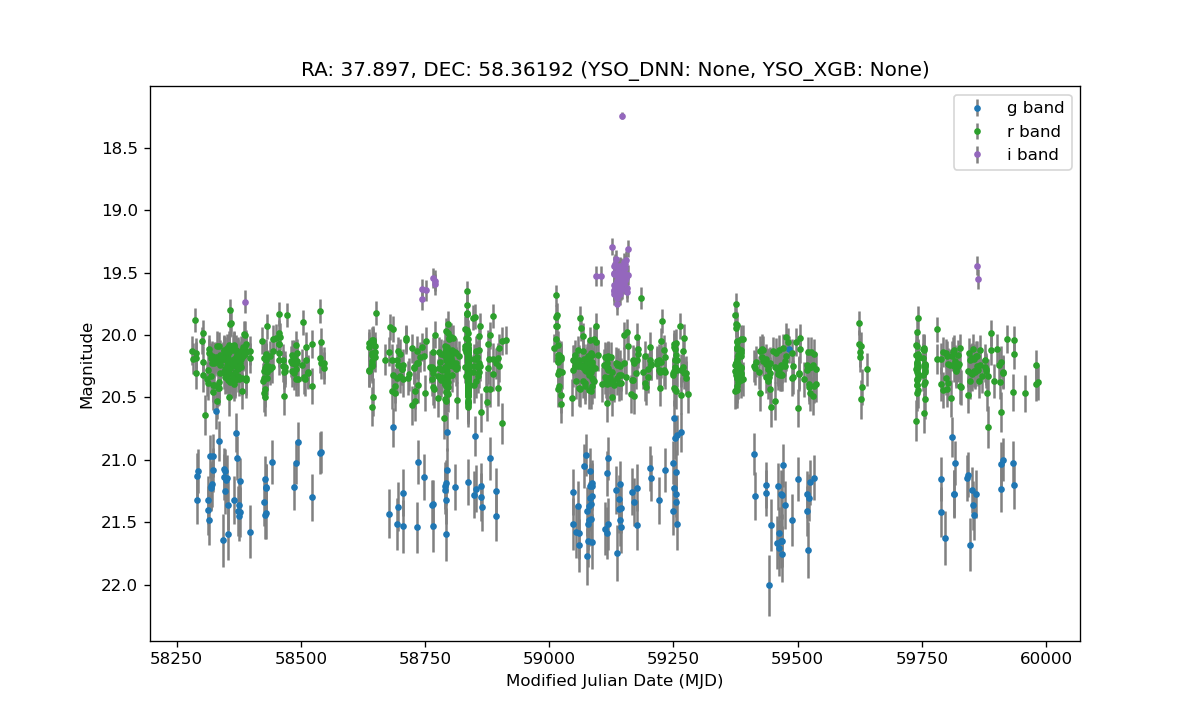 RA: 37.897, DEC: 58.36192 (YSO_DNN: None, YSO_XGB: None)
g band
r band
i band
18.5
19.0
19.5
20.0
20.5
21.0
21.5
22.0
Magnitude
58250 58500 58750 59000 59250 59500 59750 60000
Modified Julian Date (MJD)